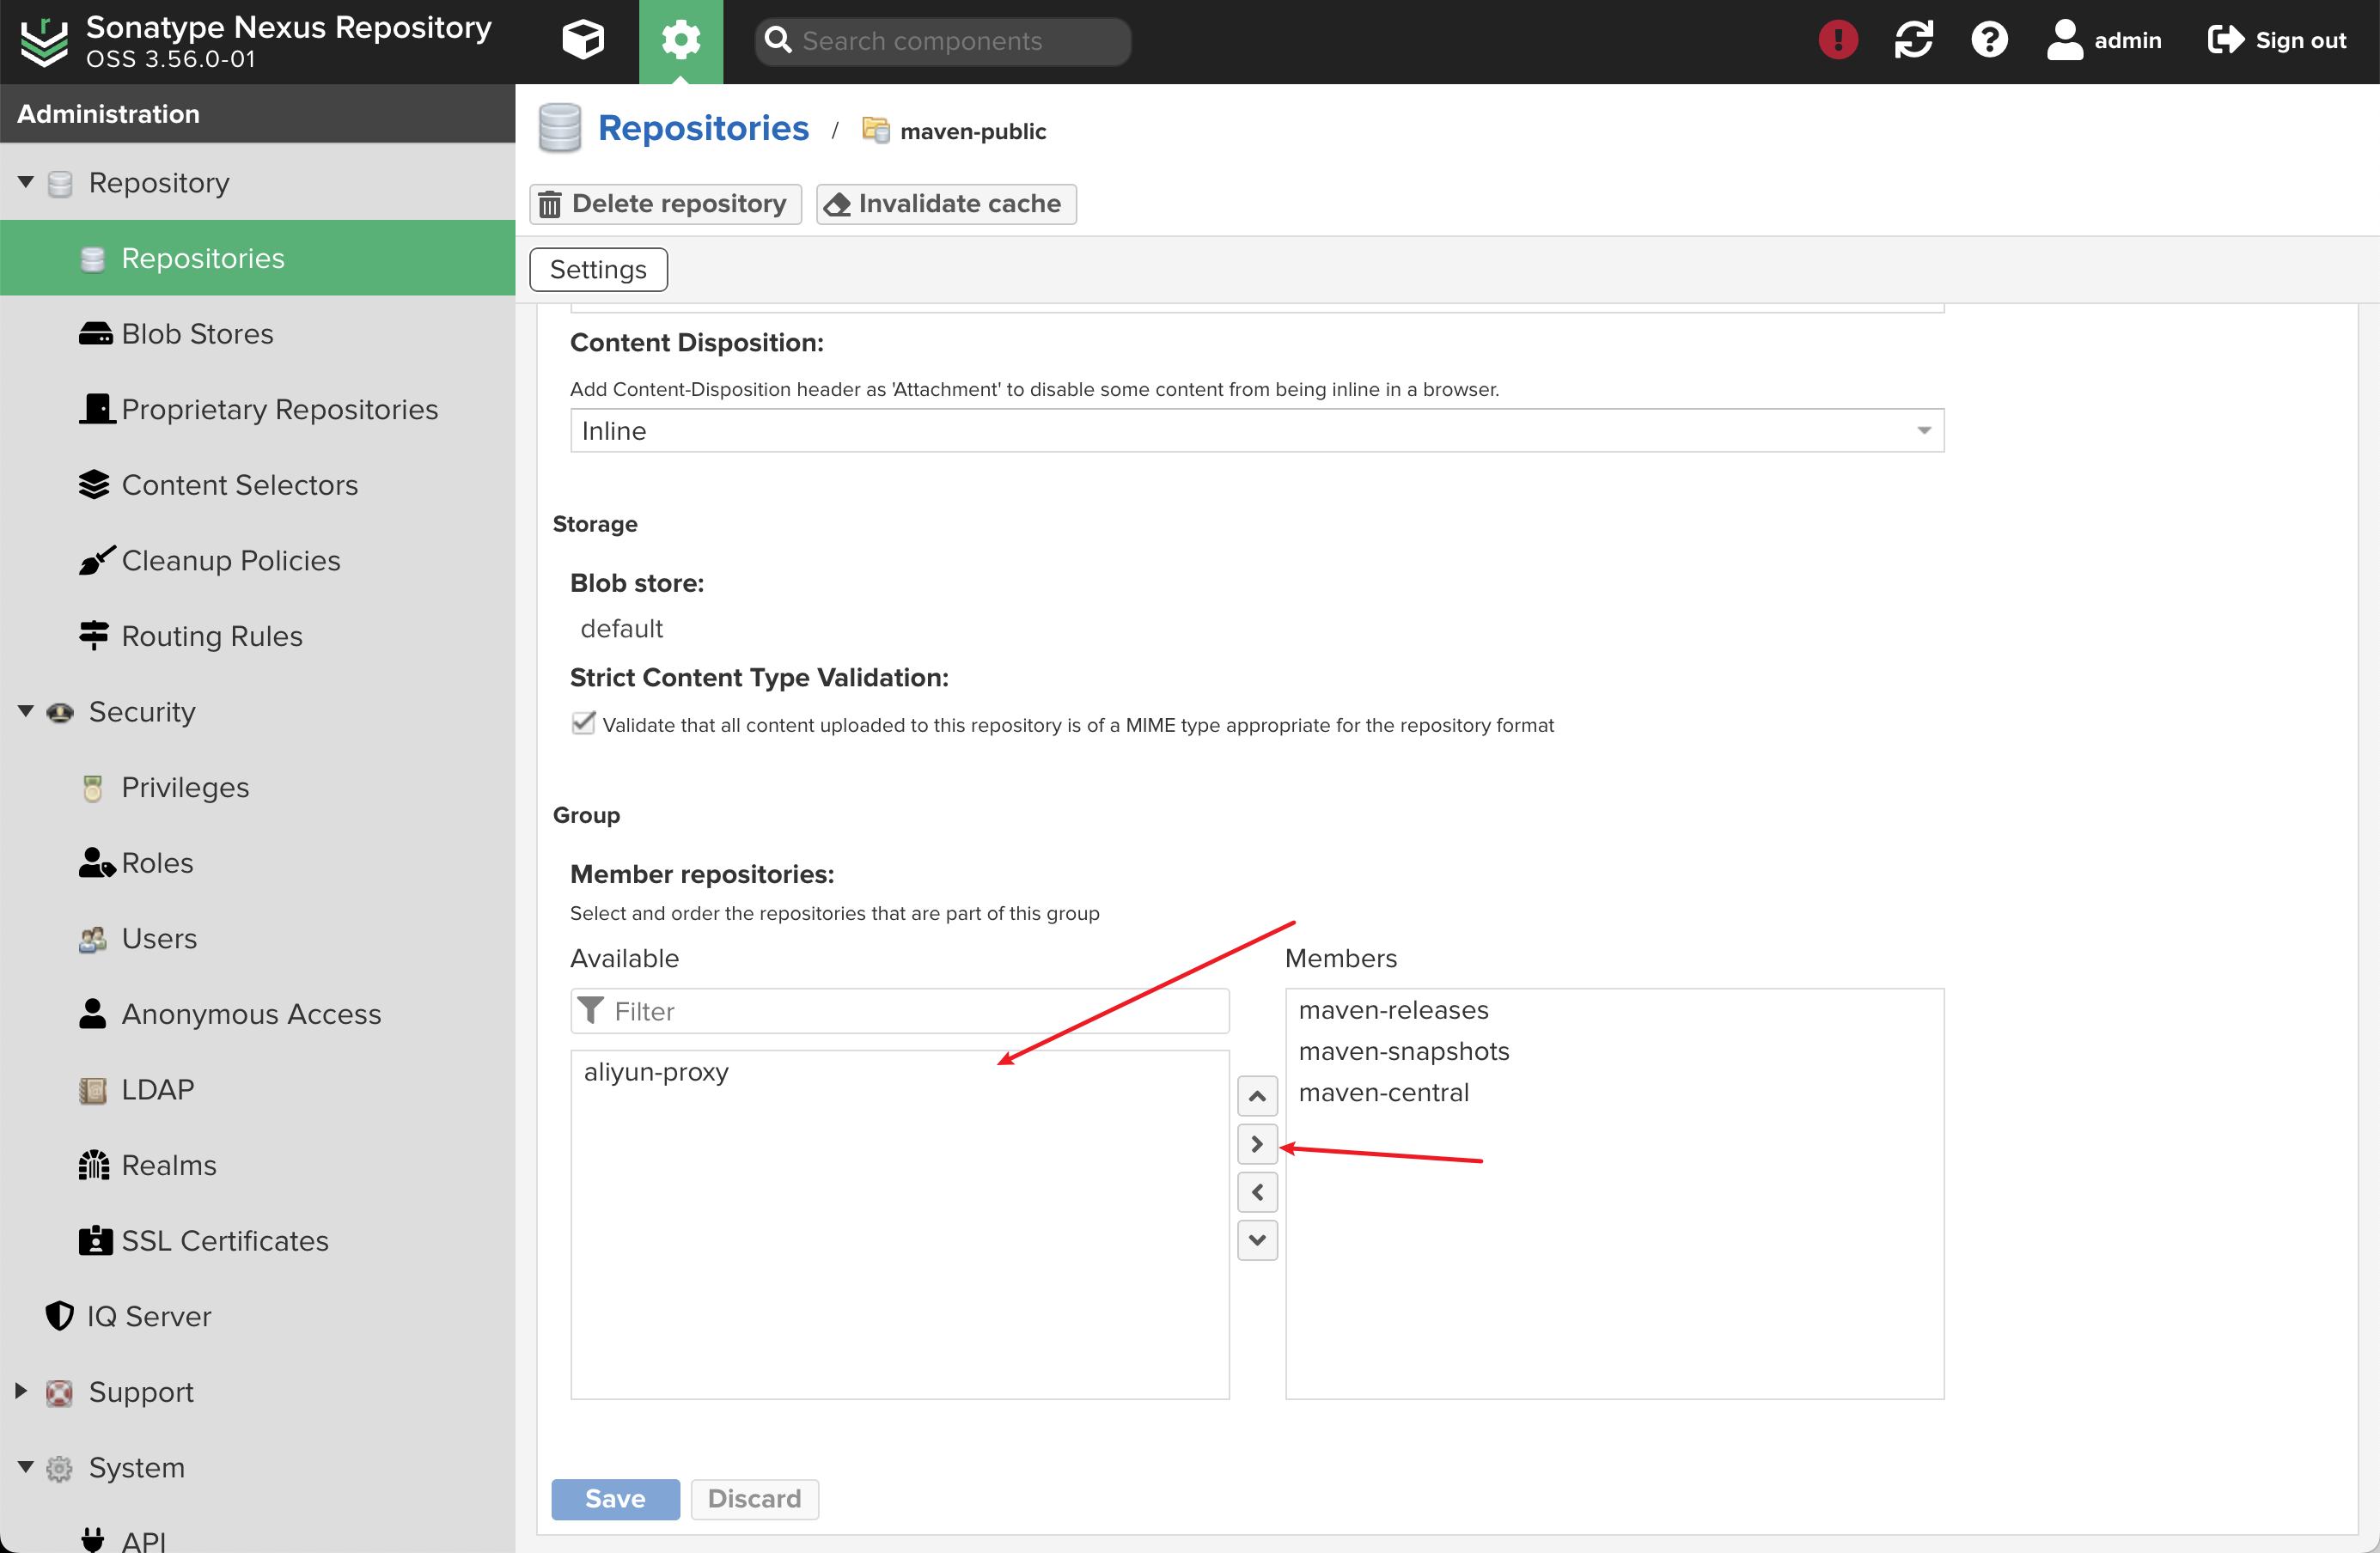 Sonatype Nexus Repository
OSS 3.56.0-01
Search components
admin
Sign out
Administration
Repository
Repositories
Blob Stores
Proprietary Repositories
Content Selectors
Cleanup Policies
Routing Rules
Security
Privileges
Roles
Users
Anonymous Access
LDAP
Realms
SSL Certificates
IQ Server
Support
System
API
Repositories / maven-public
Delete repository
Invalidate cache
Settings
Content Disposition:
Add Content-Disposition header as 'Attachment' to disable some content from being inline in a browser.
Inline
Storage
Blob store:
default
Strict Content Type Validation:
Validate that all content uploaded to this repository is of a MIME type appropriate for the repository format
Group
Member repositories:
Select and order the repositories that are part of this group
Available
Filter
aliyun-proxy
Members
maven-releases
maven-snapshots
maven-central
Save
Discard